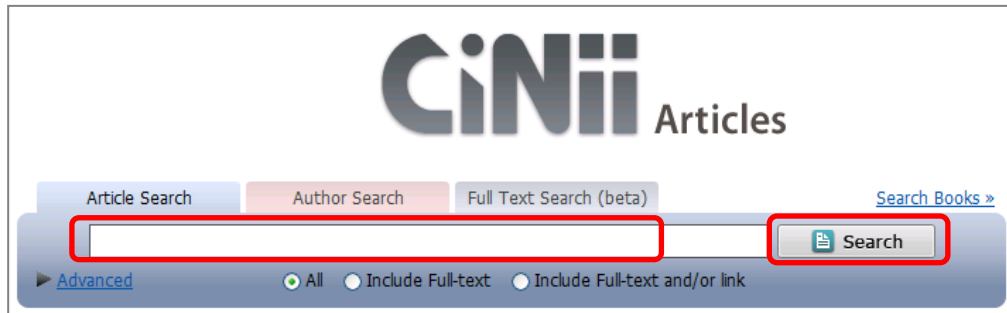 CiNii Articles
Article Search Author Search Full Text Search (beta) Search Books »
Search
Advanced All Include Full-text Include Full-text and/or link